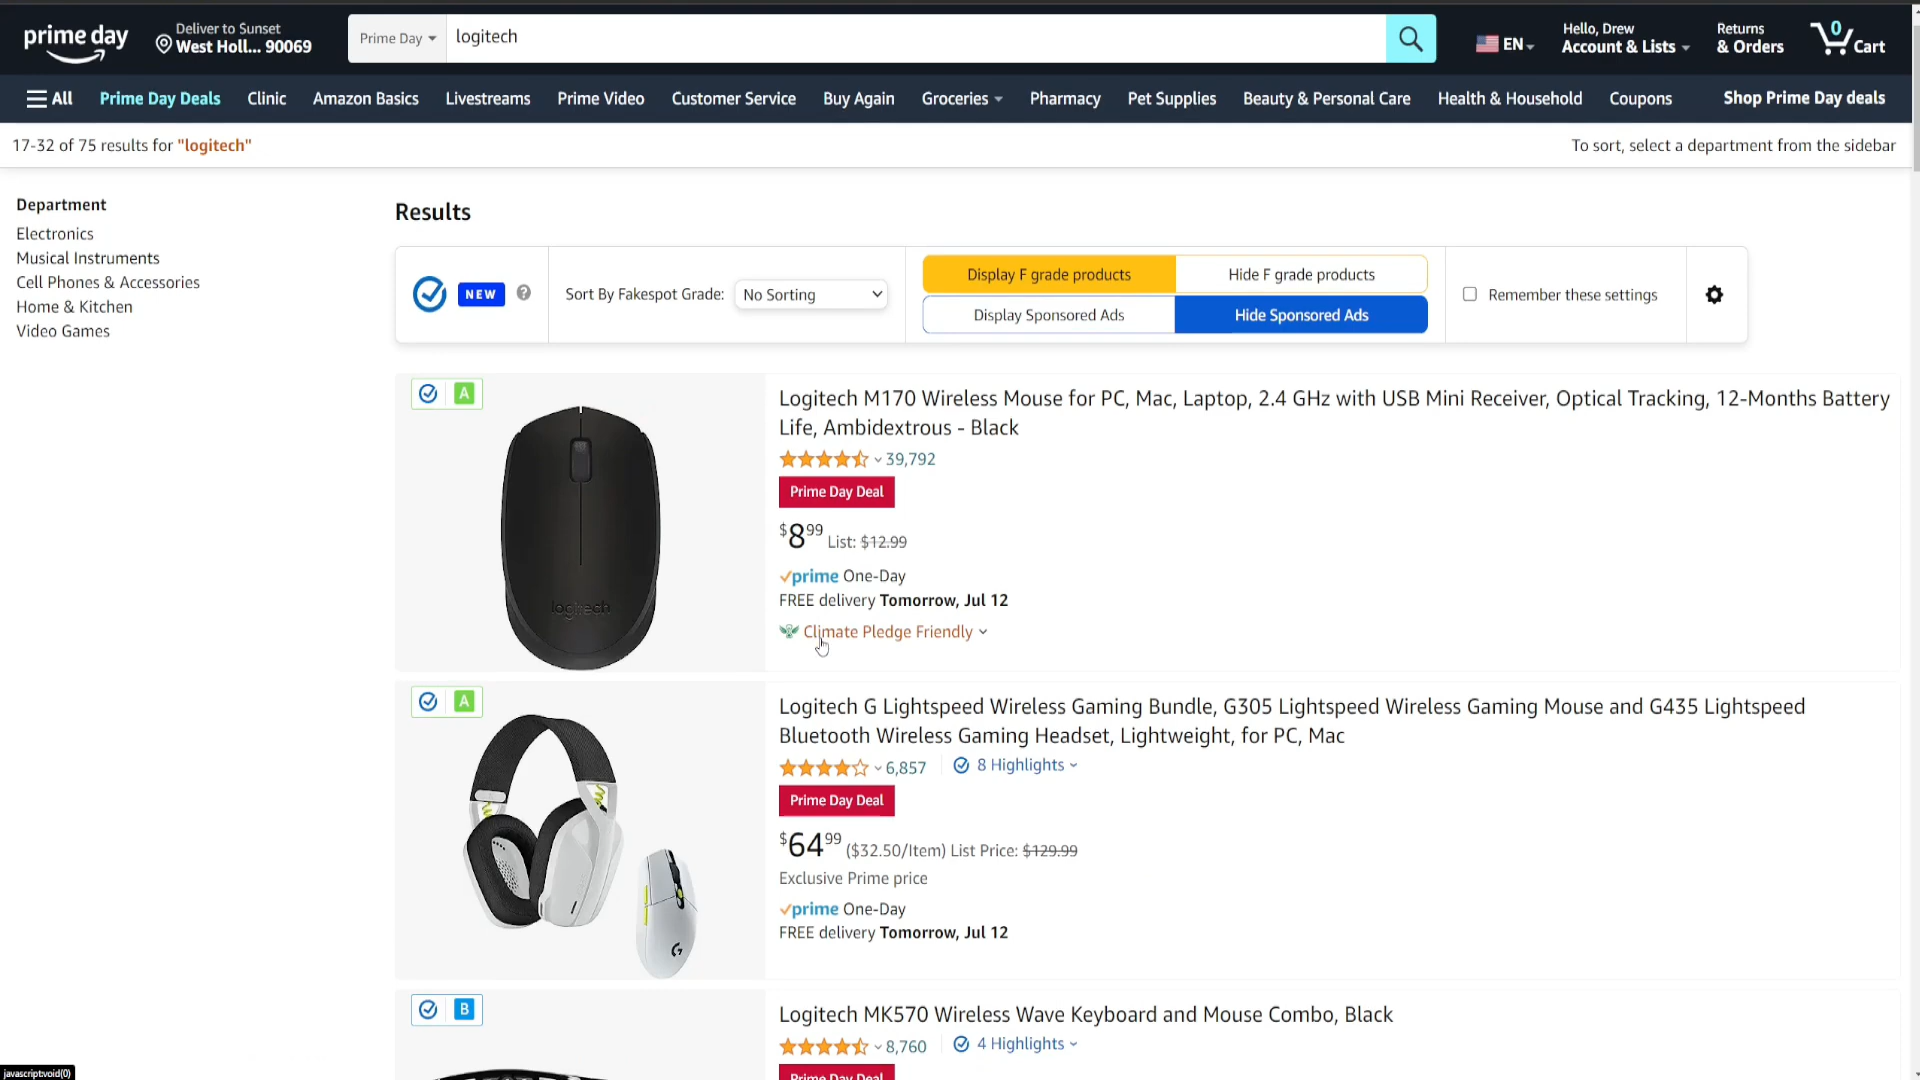 prime day
Deliver to Sunset
West Holl... 90069
Prime Day
logitech
EN
Hello, Drew
Account & Lists
Returns
& Orders
0
Cart
All
Prime Day Deals
Clinic
Amazon Basics
Livestreams
Prime Video
Customer Service
Buy Again
Groceries
Pharmacy
Pet Supplies
Beauty & Personal Care
Health & Household
Coupons
Shop Prime Day deals
17-32 of 75 results for "logitech"
To sort, select a department from the sidebar
Department
Electronics
Musical Instruments
Cell Phones & Accessories
Home & Kitchen
Video Games
Results
NEW
?
Sort By Fakespot Grade:
No Sorting
Display F grade products
Hide F grade products
Display Sponsored Ads
Hide Sponsored Ads
Remember these settings
A
logitech
Logitech M170 Wireless Mouse for PC, Mac, Laptop, 2.4 GHz with USB Mini Receiver, Optical Tracking, 12-Months Battery
Life, Ambidextrous - Black
39,792
Prime Day Deal
$8.99 List: $12.99
prime One-Day
FREE delivery Tomorrow, Jul 12
Climate Pledge Friendly
A
Logitech G Lightspeed Wireless Gaming Bundle, G305 Lightspeed Wireless Gaming Mouse and G435 Lightspeed
Bluetooth Wireless Gaming Headset, Lightweight, for PC, Mac
6,857
8 Highlights
Prime Day Deal
$64.99 ($32.50/Item) List Price: $129.99
Exclusive Prime price
prime One-Day
FREE delivery Tomorrow, Jul 12
B
Logitech MK570 Wireless Wave Keyboard and Mouse Combo, Black
8,760
4 Highlights
Prime Day Deal
javascript:void(0)